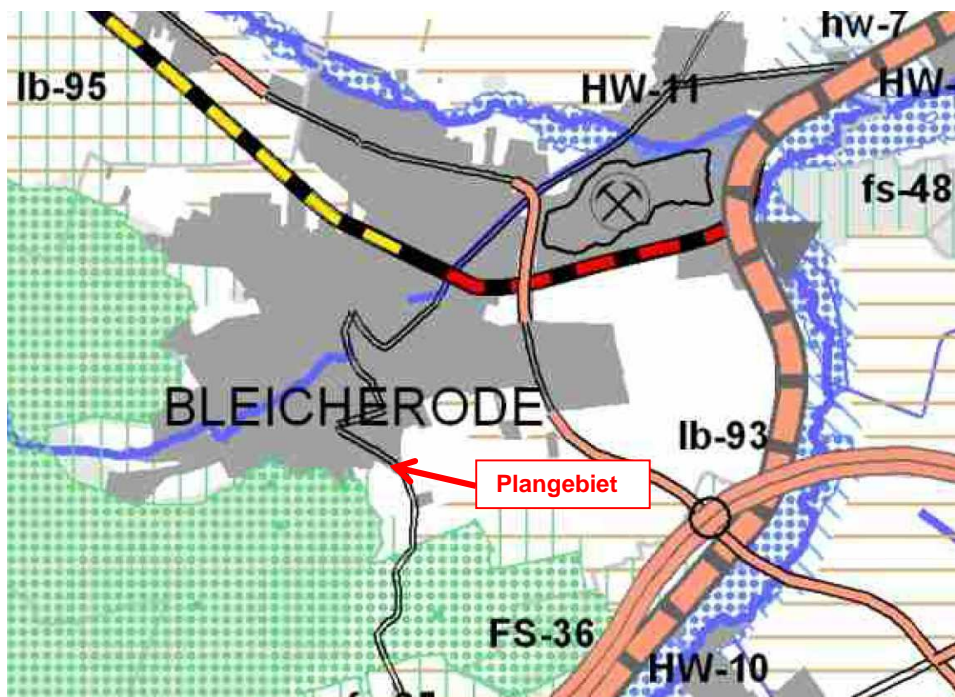 hw-7
lb-95
HW-11
HW-
fs-48
BLEICHERODE
lb-93
Plangebiet
FS-36
HW-10